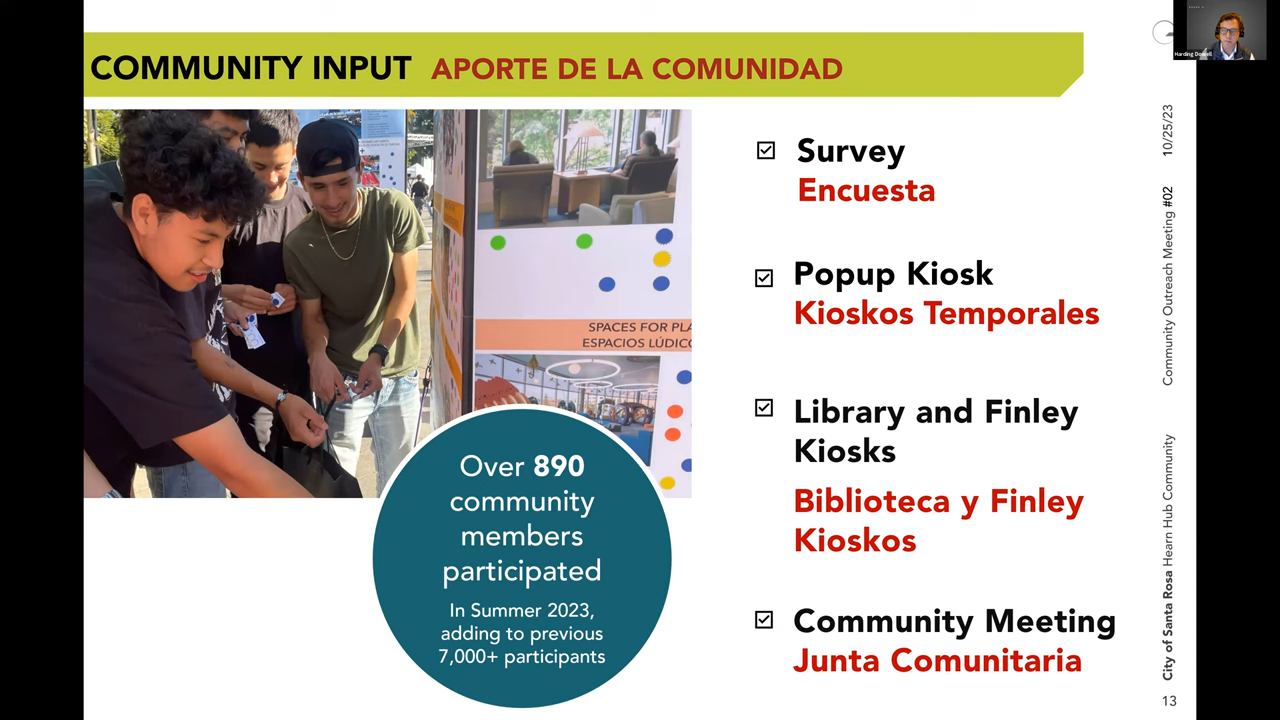 COMMUNITY INPUT APORTE DE LA COMUNIDAD
SPACES FOR PLA
ESPACIOS LÚDICO
Over 890
community
members
participated
In Summer 2023,
adding to previous
7,000+ participants
Survey
Encuesta
Popup Kiosk
Kioskos Temporales
Library and Finley
Kiosks
Biblioteca y Finley
Kioskos
Community Meeting
Junta Comunitaria
Harding Dowell
10/25/23
Community Outreach Meeting #02
City of Santa Rosa Hearn Hub Community
13